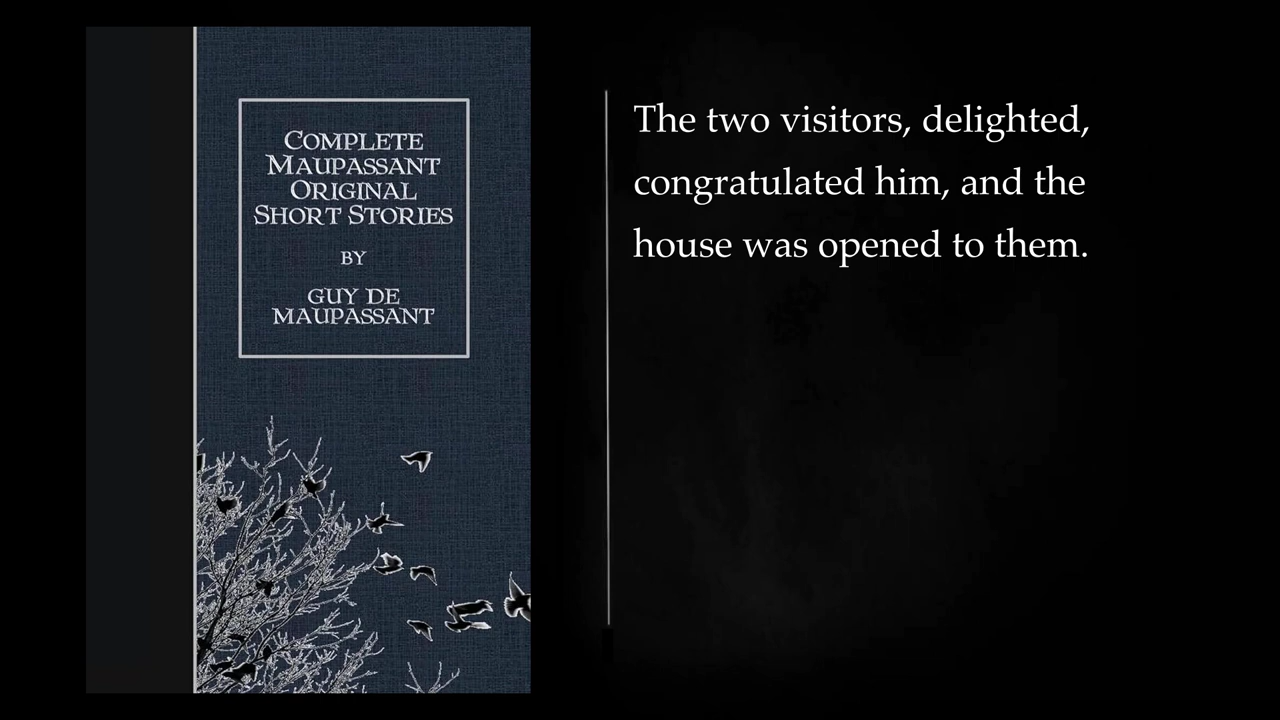 COMPLETE
MAUPASSANT
ORIGINAL
SHORT STORIES
BY
GUY DE
MAUPASSANT
The two visitors, delighted,
congratulated him, and the
house was opened to them.